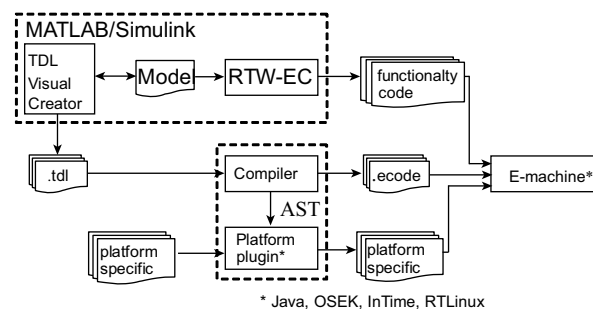 MATLAB/Simulink
TDL
Visual
Creator
Model
RTW-EC
functionalty
code
.tdl
Compiler
.ecode
E-machine*
AST
platform
specific
Platform
plugin*
platform
specific
* Java, OSEK, InTime, RTLinux